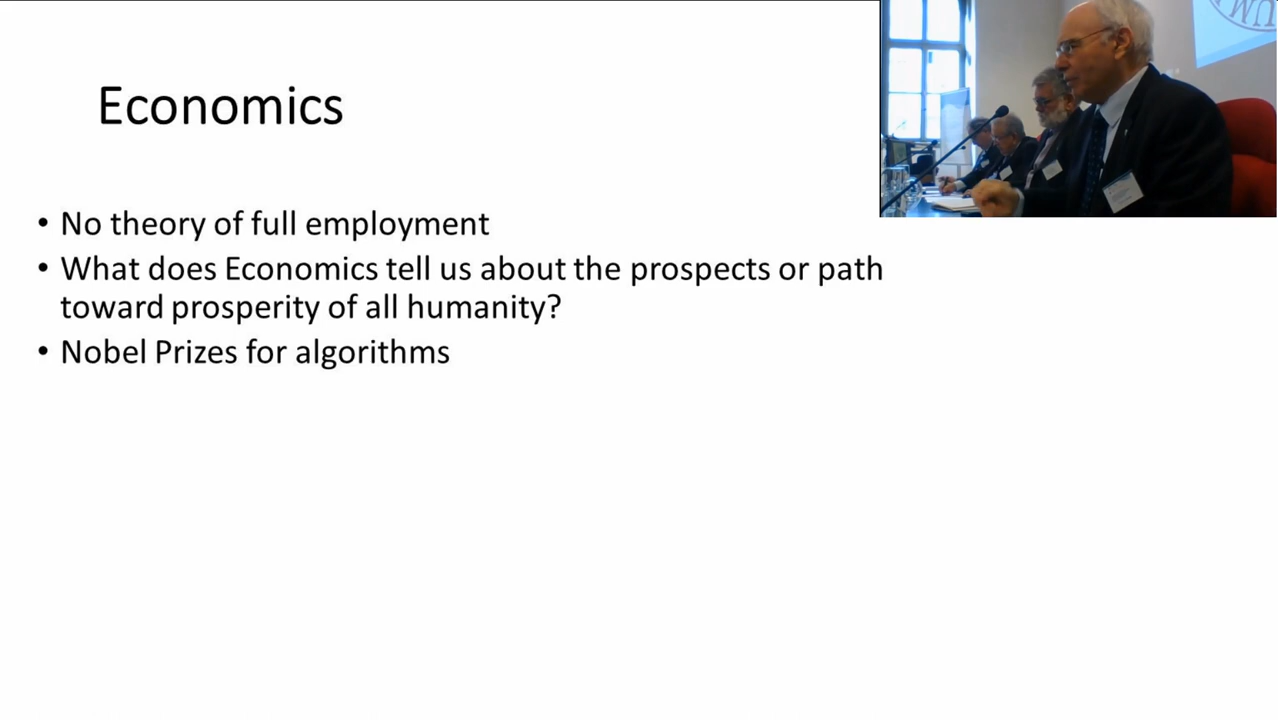 Economics
• No theory of full employment
• What does Economics tell us about the prospects or path
toward prosperity of all humanity?
• Nobel Prizes for algorithms